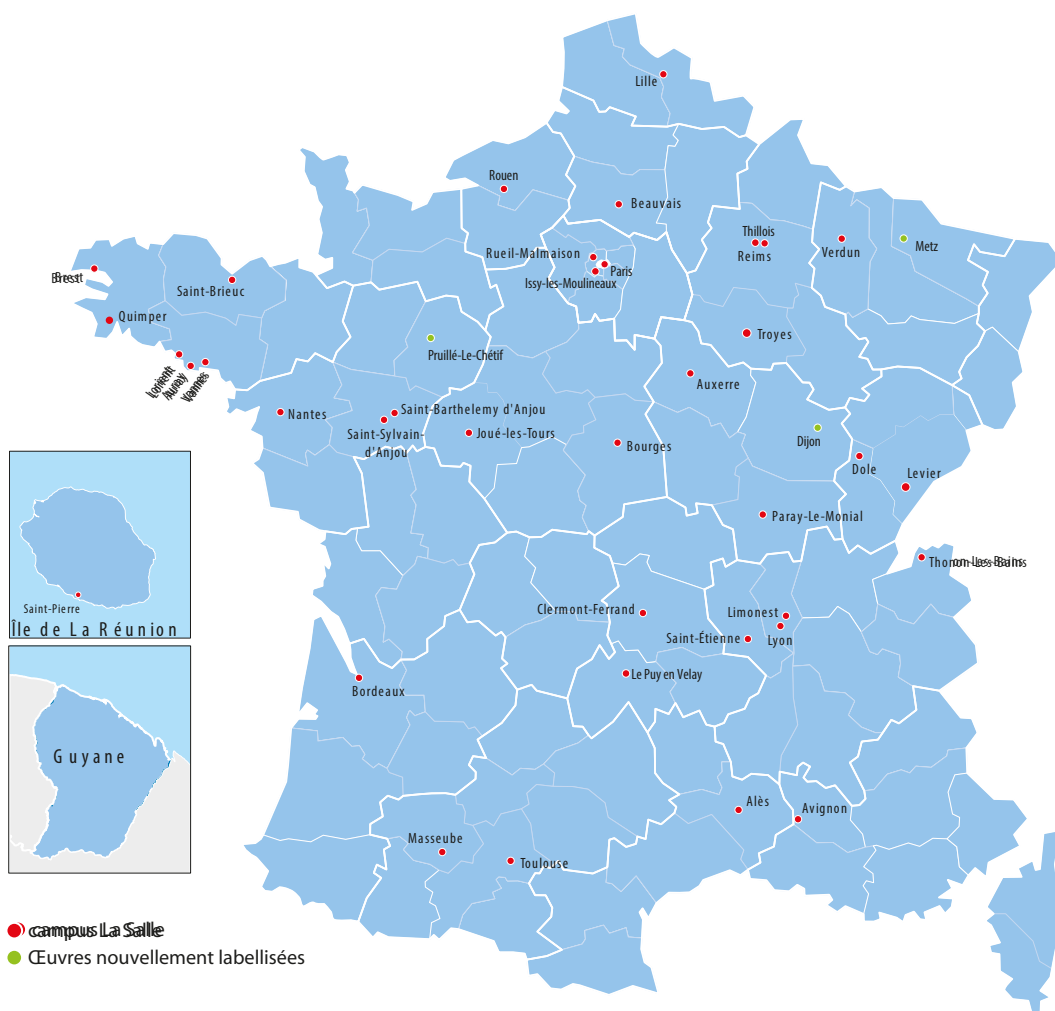 Lille
Rouen
Beauvais
Thillois
Reims
Verdun
Metz
Rueil-Malmaison
Paris
Issy-les-Moulineaux
Brest
Saint-Brieuc
Quimper
Troyes
Pruillé-Le-Chétif
Lorient
Auray
Vannes
Auxerre
Nantes
Saint-Barthelemy d'Anjou
Saint-Sylvain-
d'Anjou
Joué-les-Tours
Bourges
Dijon
Dole
Levier
Paray-Le-Monial
Thonon-Les-Bains
Saint-Pierre
Île de La Réunion
Clermont-Ferrand
Limonest
Saint-Étienne
Lyon
Le Puy en Velay
Bordeaux
Guyane
Alès
Avignon
Masseube
Toulouse
campus La Salle
Œuvres nouvellement labellisées